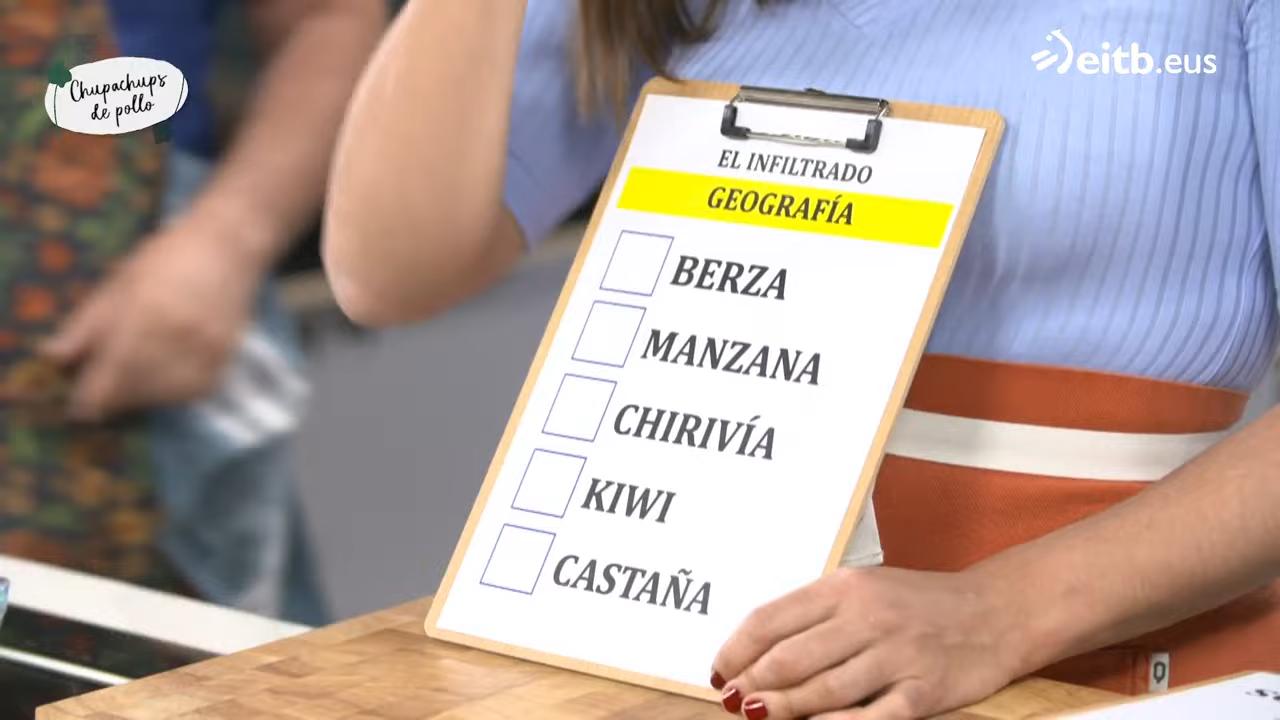 Chupachups
de pollo
eitb.eus
EL INFILTRADO
GEOGRAFÍA
BERZA
MANZANA
CHIRIVÍA
KIWI
CASTAÑA